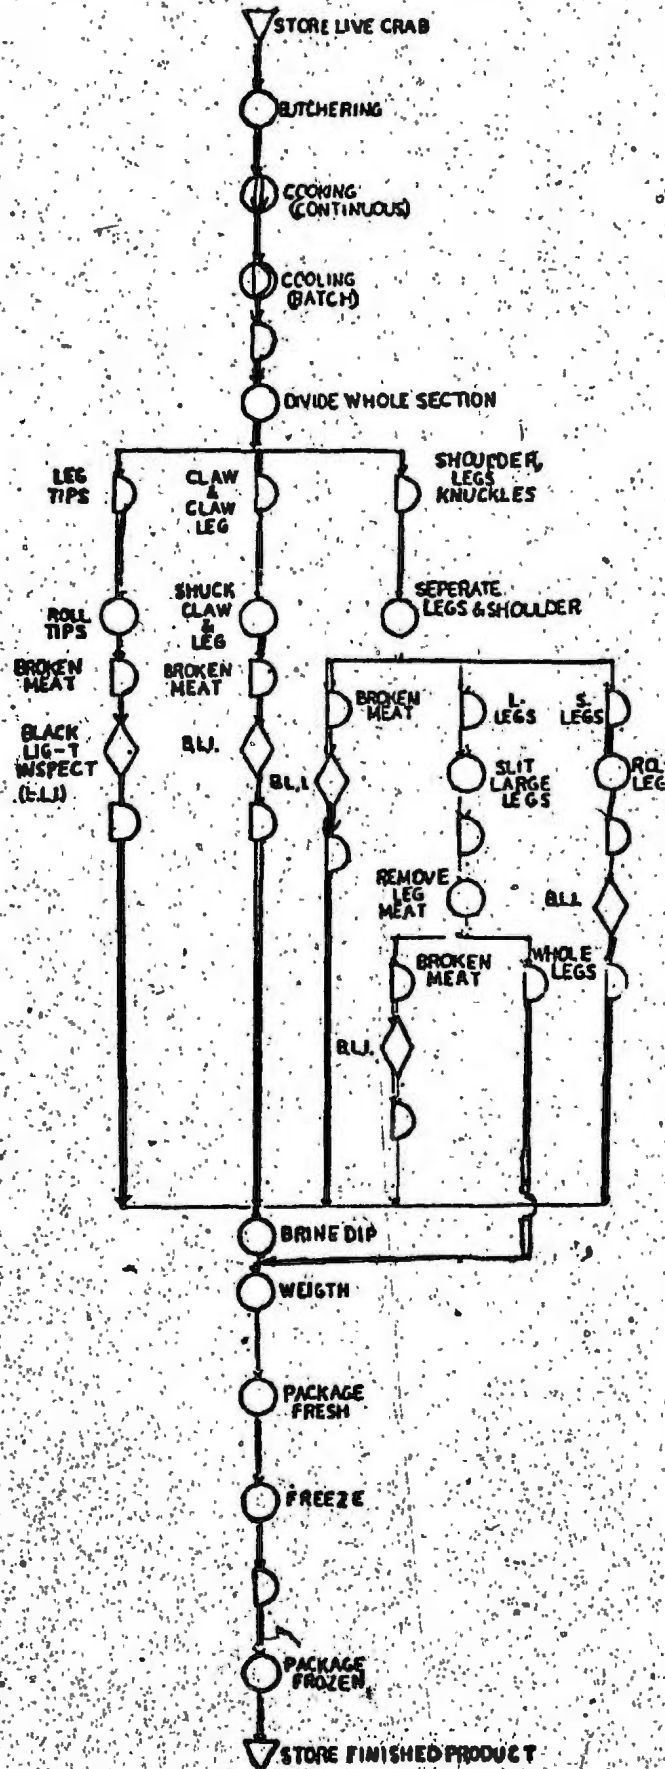 STORE LIVE CRAB
BUTCHERING
COOKING
(CONTINUOUS)
COOLING
(BATCH)
DIVIDE WHOLE SECTION
LEG
TIPS
CLAW
&
CLAW
LEG
SHOULDER,
LEGS
KNUCKLES
ROLL
TIPS
SHUCK
CLAW
&
LEG
SEPERATE
LEGS & SHOULDER
BROKEN
MEAT
BROKEN
MEAT
BROKEN
MEAT
L.
LEGS
S.
LEGS
BLACK
LIG-T
INSPECT
(B.L.I.)
B.L.I.
B.L.I.
SLIT
LARGE
LEGS
ROL
LEG
REMOVE
LEG
MEAT
B.L.I.
BROKEN
MEAT
WHOLE
LEGS
B.L.I.
BRINE DIP
WEIGTH
PACKAGE
FRESH
FREEZE
PACKAGE
FROZEN
STORE FINISHED PRODUCT